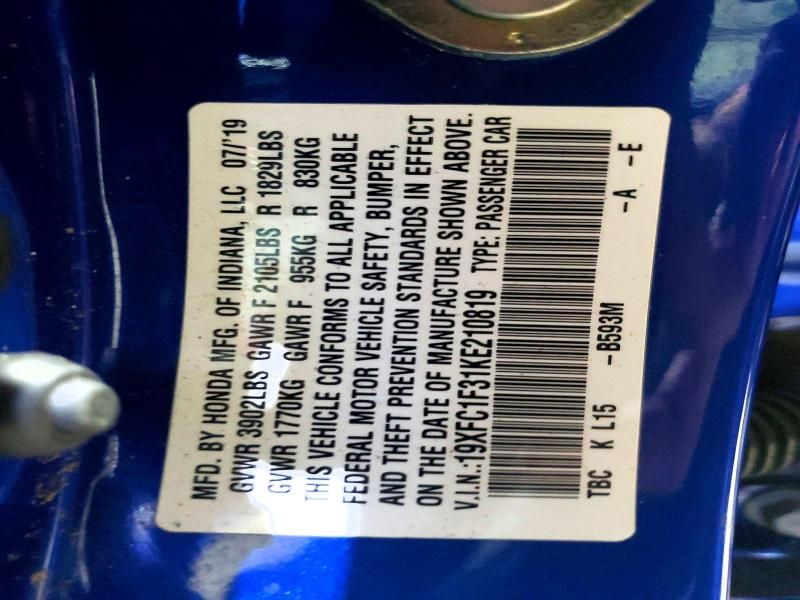 MFD. BY HONDA MFG. OF INDIANA, LLC 07/'19
GVWR 3902LBS GAWR F 2105LBS R 1829LBS
GVWR 1770KG GAWR F 955KG R 830KG
THIS VEHICLE CONFORMS TO ALL APPLICABLE
FEDERAL MOTOR VEHICLE SAFETY, BUMPER,
AND THEFT PREVENTION STANDARDS IN EFFECT
ON THE DATE OF MANUFACTURE SHOWN ABOVE.
V.I.N.:19XFC1F31KE210819 TYPE: PASSENGER CAR
TBC K L15 -B593M -A -E